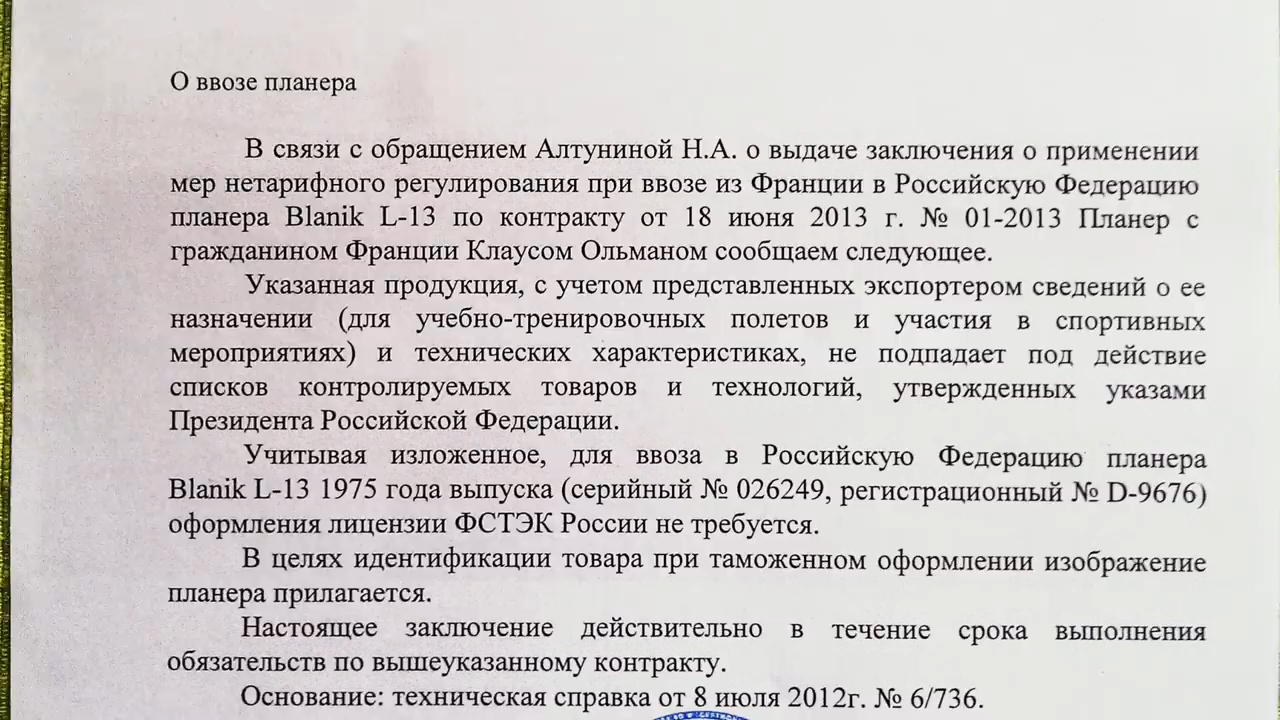 О ввозе планера
В связи с обращением Алтуниной Н.А. о выдаче заключения о применении
мер нетарифного регулирования при ввозе из Франции в Российскую Федерацию
планера Blanik L-13 по контракту от 18 июня 2013 г. № 01-2013 Планер с
гражданином Франции Клаусом Ольманом сообщаем следующее.
Указанная продукция, с учетом представленных экспортером сведений о ее
назначении (для учебно-тренировочных полетов и участия в спортивных
мероприятиях) и технических характеристиках, не подпадает под действие
списков контролируемых товаров и технологий, утвержденных указами
Президента Российской Федерации.
Учитывая изложенное, для ввоза в Российскую Федерацию планера
Blanik L-13 1975 года выпуска (серийный № 026249, регистрационный № D-9676)
оформления лицензии ФСТЭК России не требуется.
В целях идентификации товара при таможенном оформлении изображение
планера прилагается.
Настоящее заключение действительно в течение срока выполнения
обязательств по вышеуказанному контракту.
Основание: техническая справка от 8 июля 2012г. № 6/736.